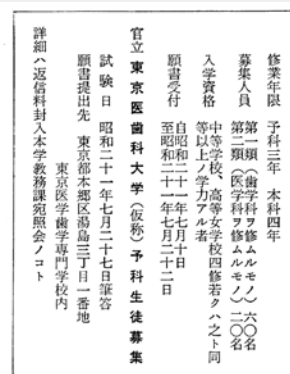 修業年限　予科三年　本科四年
募集人員　第一類（歯学科ヲ修ムルモノ）六〇名
第二類（医学科ヲ修ムルモノ）二〇名
入学資格　中等学校、高等女学校四修若クハ之ト同
等以上ノ学力アル者
願書受付　自昭和二十一年七月十日
至昭和二十一年七月二十二日
官立東京医歯科大学（仮称）予科生徒募集
試験日　昭和二十一年七月二十七日筆答
願書提出先　東京都本郷区湯島三丁目一番地
東京医学歯学専門学校内
詳細ハ返信料封入本学教務課宛照会ノコト